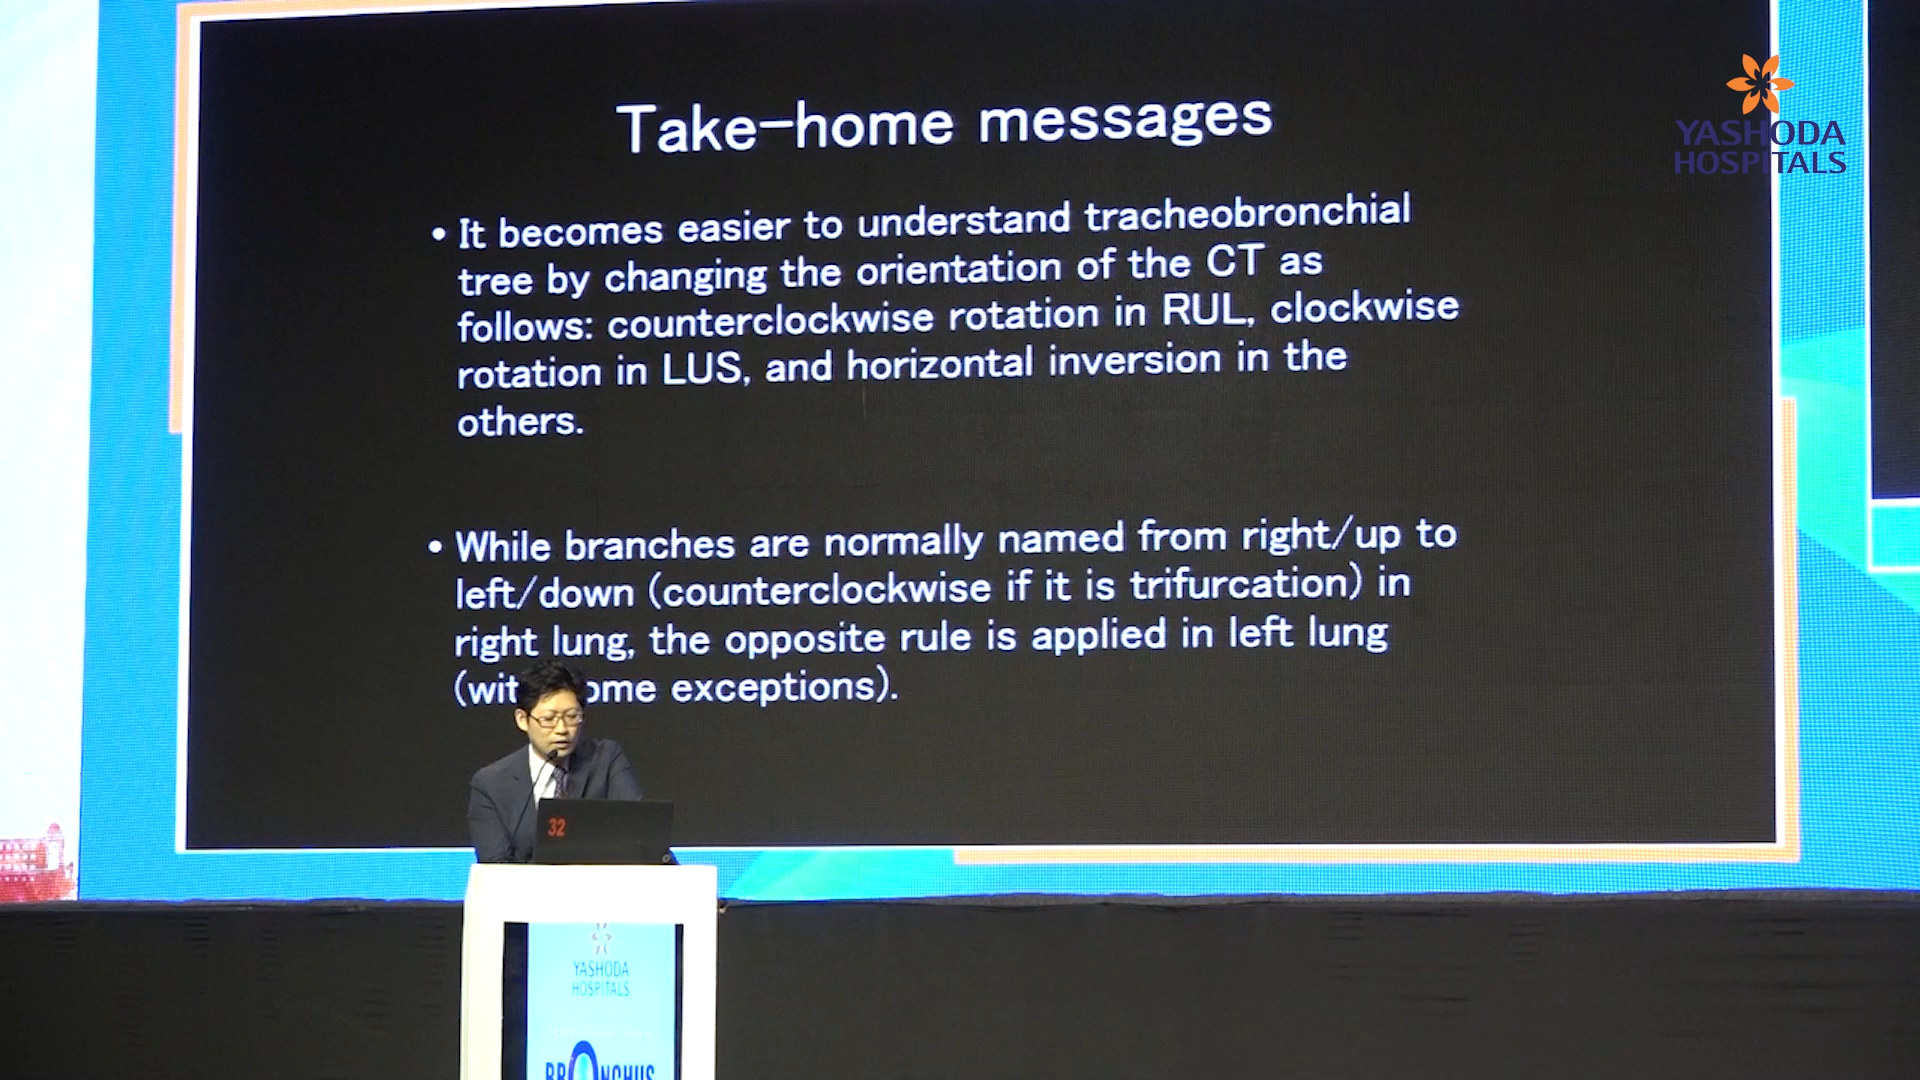 Take-home messages
YASHODA
HOSPITALS
• It becomes easier to understand tracheobronchial
tree by changing the orientation of the CT as
follows: counterclockwise rotation in RUL, clockwise
rotation in LUS, and horizontal inversion in the
others.
• While branches are normally named from right/up to
left/down (counterclockwise if it is trifurcation) in
right lung, the opposite rule is applied in left lung
(wit ome exceptions).
32
YASHODA
HOSPITALS
BRONCHUS